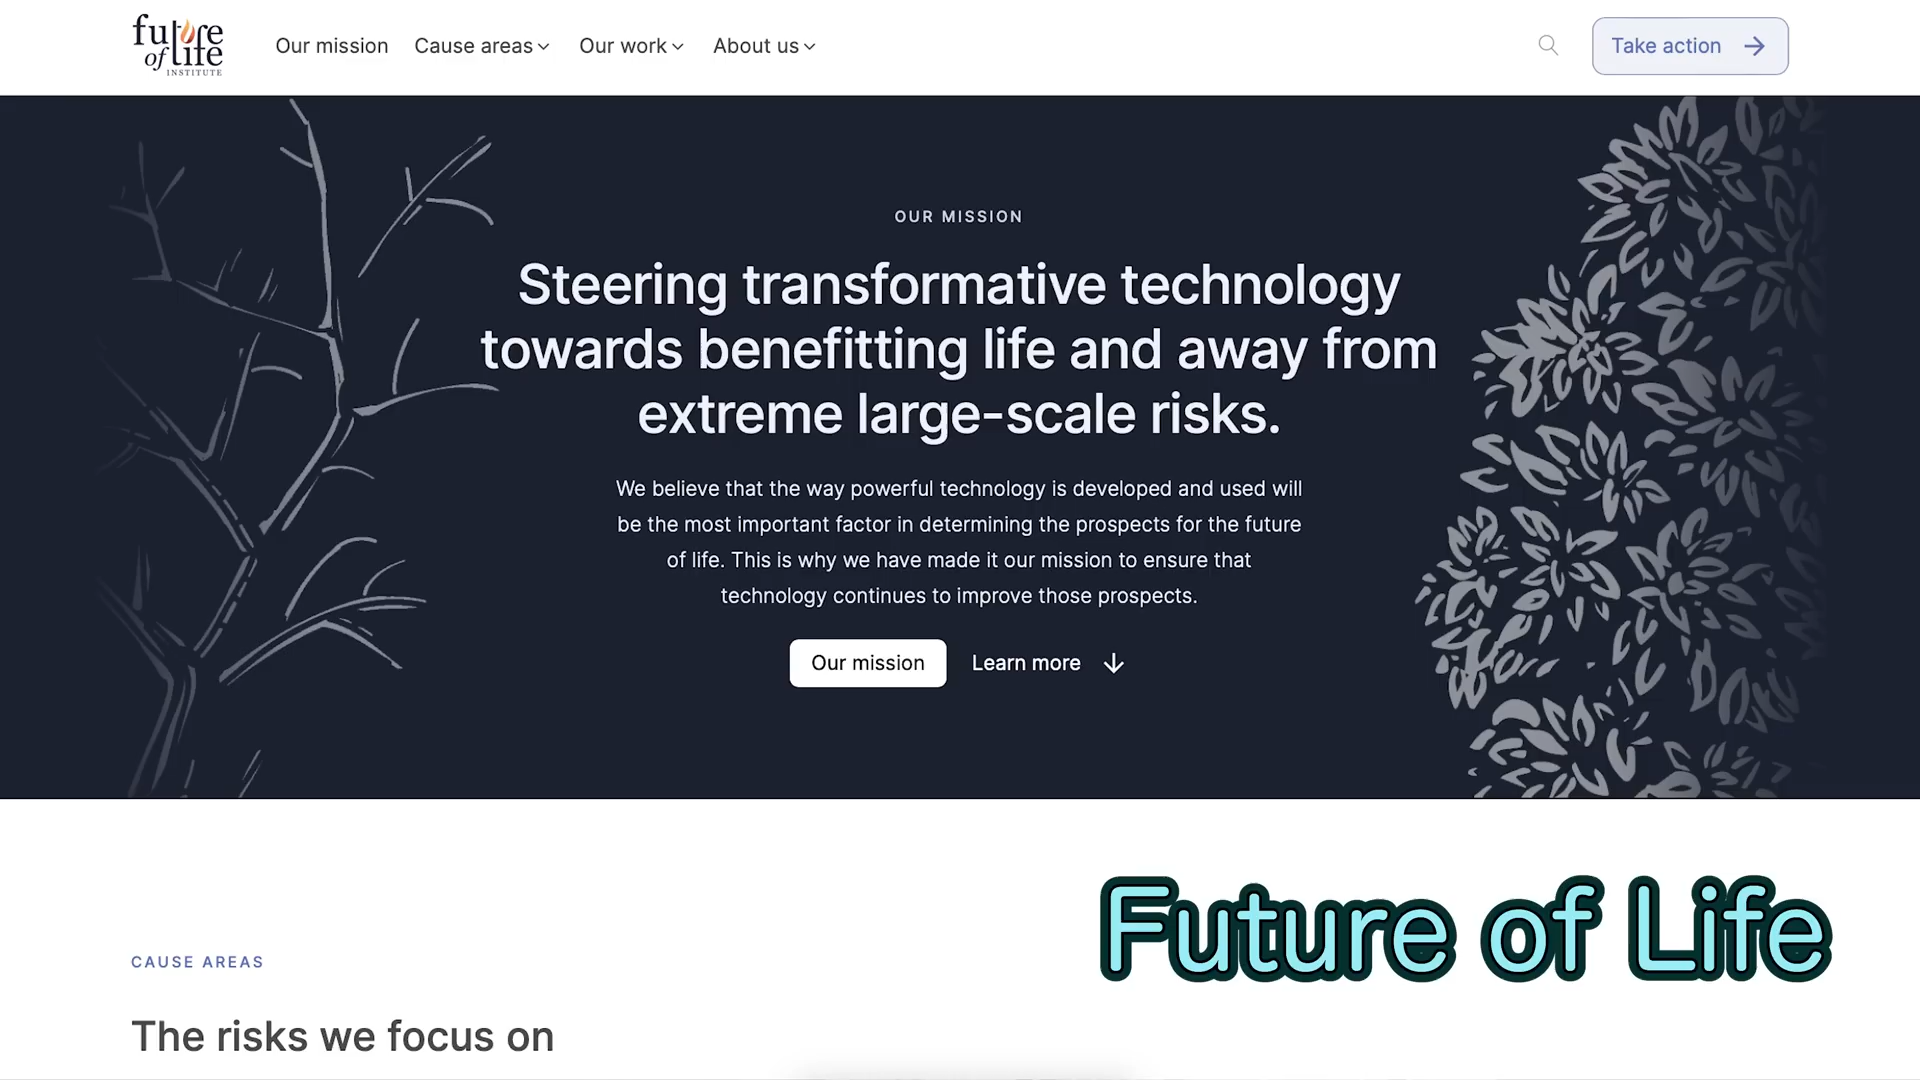 future
of life
INSTITUTE
Our mission
Cause areas
Our work
About us
Take action
OUR MISSION
Steering transformative technology
towards benefitting life and away from
extreme large-scale risks.
We believe that the way powerful technology is developed and used will
be the most important factor in determining the prospects for the future
of life. This is why we have made it our mission to ensure that
technology continues to improve those prospects.
Our mission
Learn more
Future of Life
CAUSE AREAS
The risks we focus on